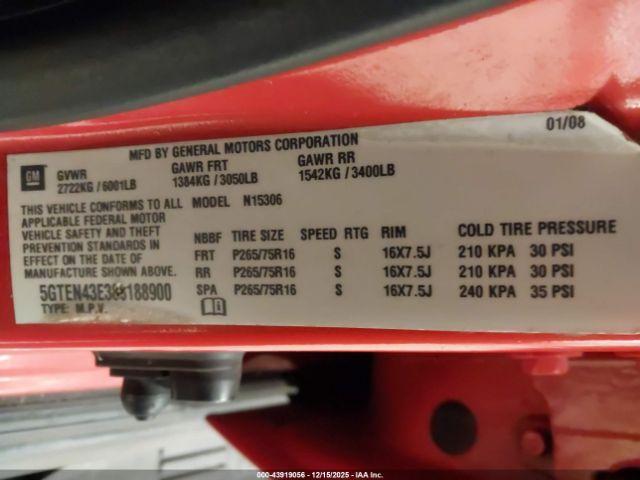 01/08
MFD BY GENERAL MOTORS CORPORATION
GM
GVWR GAWR FRT GAWR RR
2722KG / 6001LB 1384KG / 3050LB 1542KG / 3400LB
THIS VEHICLE CONFORMS TO ALL MODEL N15306
APPLICABLE FEDERAL MOTOR
VEHICLE SAFETY AND THEFT
PREVENTION STANDARDS IN
EFFECT ON THE DATE OF
MANUFACTURE SHOWN ABOVE.
NBBF TIRE SIZE SPEED RTG RIM COLD TIRE PRESSURE
FRT P265/75R16 S 16X7.5J 210 KPA 30 PSI
RR P265/75R16 S 16X7.5J 210 KPA 30 PSI
SPA P265/75R16 S 16X7.5J 240 KPA 35 PSI
5GTEN43E388188900
TYPE: M.P.V.
000-43919056 - 12/15/2025 - IAA Inc.